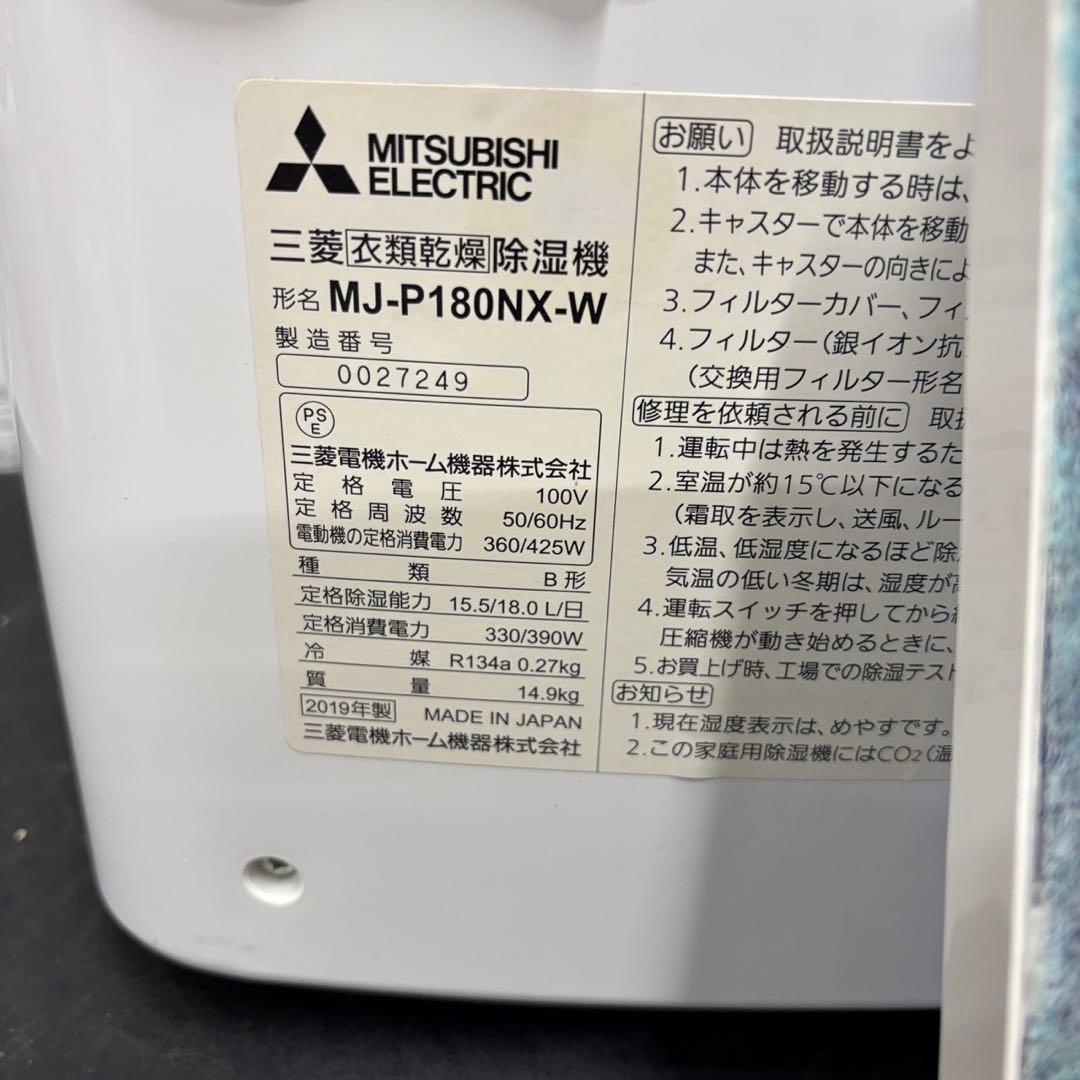 MITSUBISHI
ELECTRIC
三菱衣類乾燥除湿機
形名 MJ-P180NX-W
製造番号
0027249
PS
E
三菱電機ホーム機器株式会社
定格電圧 100V
定格周波数 50/60Hz
電動機の定格消費電力 360/425W
種類 B形
定格除湿能力 15.5/18.0 L/日
定格消費電力 330/390W
冷媒 R134a 0.27kg
質量 14.9kg
2019年製 MADE IN JAPAN
三菱電機ホーム機器株式会社
お願い 取扱説明書をよ
1.本体を移動する時は、
2.キャスターで本体を移動
また、キャスターの向きによ
3.フィルターカバー、フィ
4.フィルター(銀イオン抗
(交換用フィルター形名
修理を依頼される前に 取扱
1.運転中は熱を発生するた
2.室温が約15℃以下になる
(霜取を表示し、送風、ルー
3.低温、低湿度になるほど除
気温の低い冬期は、湿度が高
4.運転スイッチを押してから
圧縮機が動き始めるときに、
5.お買上げ時、工場での除湿テスト
お知らせ
1.現在湿度表示は、めやすです。
2.この家庭用除湿機にはCO2(温